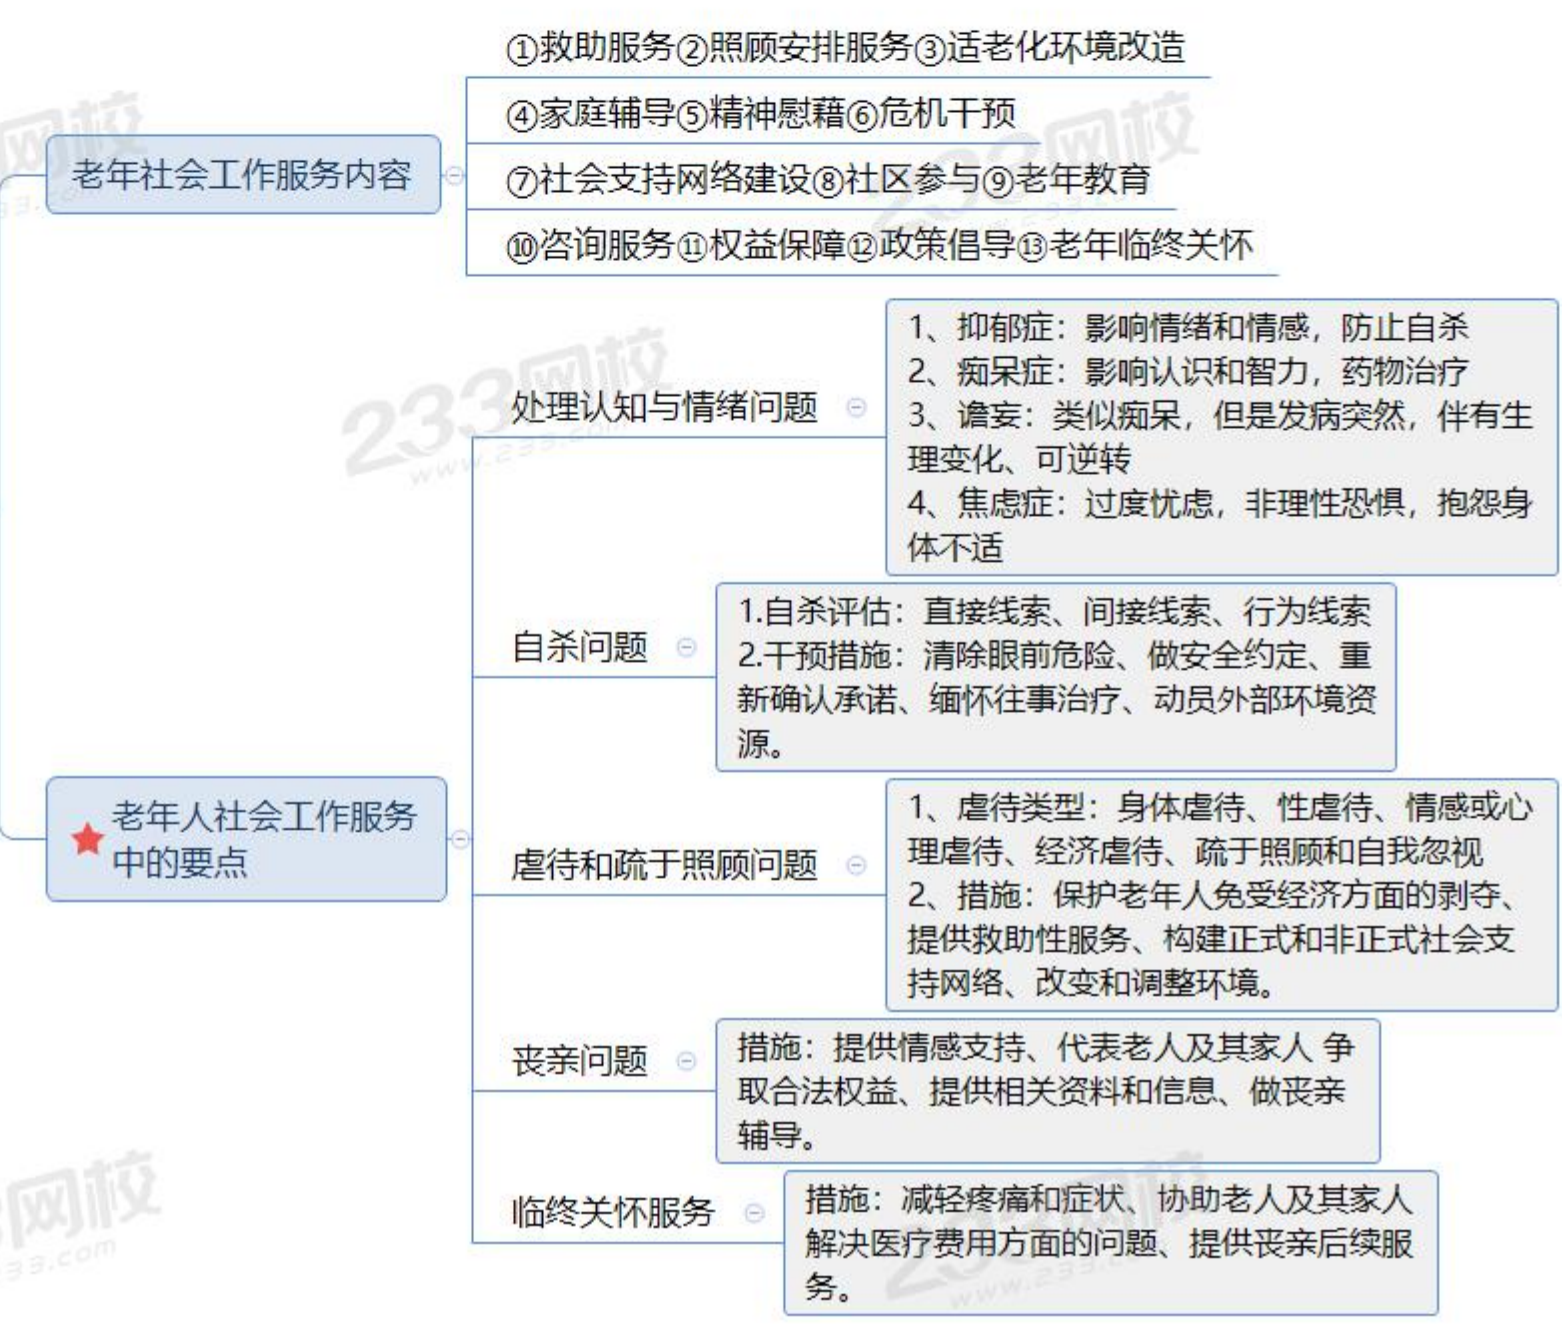 ①救助服务②照顾安排服务③适老化环境改造
④家庭辅导⑤精神慰藉⑥危机干预
老年社会工作服务内容
⑦社会支持网络建设⑧社区参与⑨老年教育
⑩咨询服务⑪权益保障⑫政策倡导⑬老年临终关怀
处理认知与情绪问题
1、抑郁症：影响情绪和情感，防止自杀
2、痴呆症：影响认识和智力，药物治疗
3、谵妄：类似痴呆，但是发病突然，伴有生
理变化、可逆转
4、焦虑症：过度忧虑，非理性恐惧，抱怨身
体不适
自杀问题
1.自杀评估：直接线索、间接线索、行为线索
2.干预措施：清除眼前危险、做安全约定、重
新确认承诺、缅怀往事治疗、动员外部环境资
源。
★老年人社会工作服务
中的要点
虐待和疏于照顾问题
1、虐待类型：身体虐待、性虐待、情感或心
理虐待、经济虐待、疏于照顾和自我忽视
2、措施：保护老年人免受经济方面的剥夺、
提供救助性服务、构建正式和非正式社会支
持网络、改变和调整环境。
丧亲问题
措施：提供情感支持、代表老人及其家人 争
取合法权益、提供相关资料和信息、做丧亲
辅导。
临终关怀服务
措施：减轻疼痛和症状、协助老人及其家人
解决医疗费用方面的问题、提供丧亲后续服
务。
233网校
www.233.com